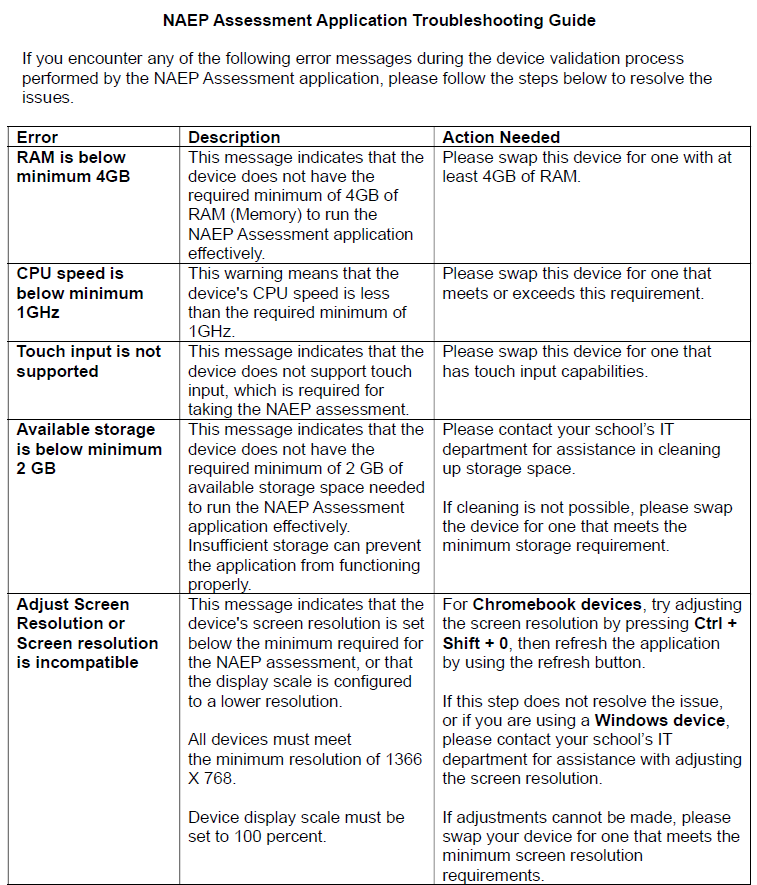 NAEP Assessment Application Troubleshooting Guide
If you encounter any of the following error messages during the device validation process
performed by the NAEP Assessment application, please follow the steps below to resolve the
issues.
Error
Description
Action Needed
RAM is below
minimum 4GB
This message indicates that the
device does not have the
required minimum of 4GB of
RAM (Memory) to run the
NAEP Assessment application
effectively.
Please swap this device for one with at
least 4GB of RAM.
CPU speed is
below minimum
1GHz
This warning means that the
device's CPU speed is less
than the required minimum of
1GHz.
Please swap this device for one that
meets or exceeds this requirement.
Touch input is not
supported
This message indicates that the
device does not support touch
input, which is required for
taking the NAEP assessment.
Please swap this device for one that
has touch input capabilities.
Available storage
is below minimum
2 GB
This message indicates that the
device does not have the
required minimum of 2 GB of
available storage space needed
to run the NAEP Assessment
application effectively.
Insufficient storage can prevent
the application from functioning
properly.
Please contact your school’s IT
department for assistance in cleaning
up storage space.
If cleaning is not possible, please swap
the device for one that meets the
minimum storage requirement.
Adjust Screen
Resolution or
Screen resolution
is incompatible
This message indicates that the
device's screen resolution is set
below the minimum required for
the NAEP assessment, or that
the display scale is configured
to a lower resolution.
All devices must meet
the minimum resolution of 1366
X 768.
Device display scale must be
set to 100 percent.
For Chromebook devices, try adjusting
the screen resolution by pressing Ctrl +
Shift + 0, then refresh the application
by using the refresh button.
If this step does not resolve the issue,
or if you are using a Windows device,
please contact your school’s IT
department for assistance with adjusting
the screen resolution.
If adjustments cannot be made, please
swap your device for one that meets the
minimum screen resolution
requirements.